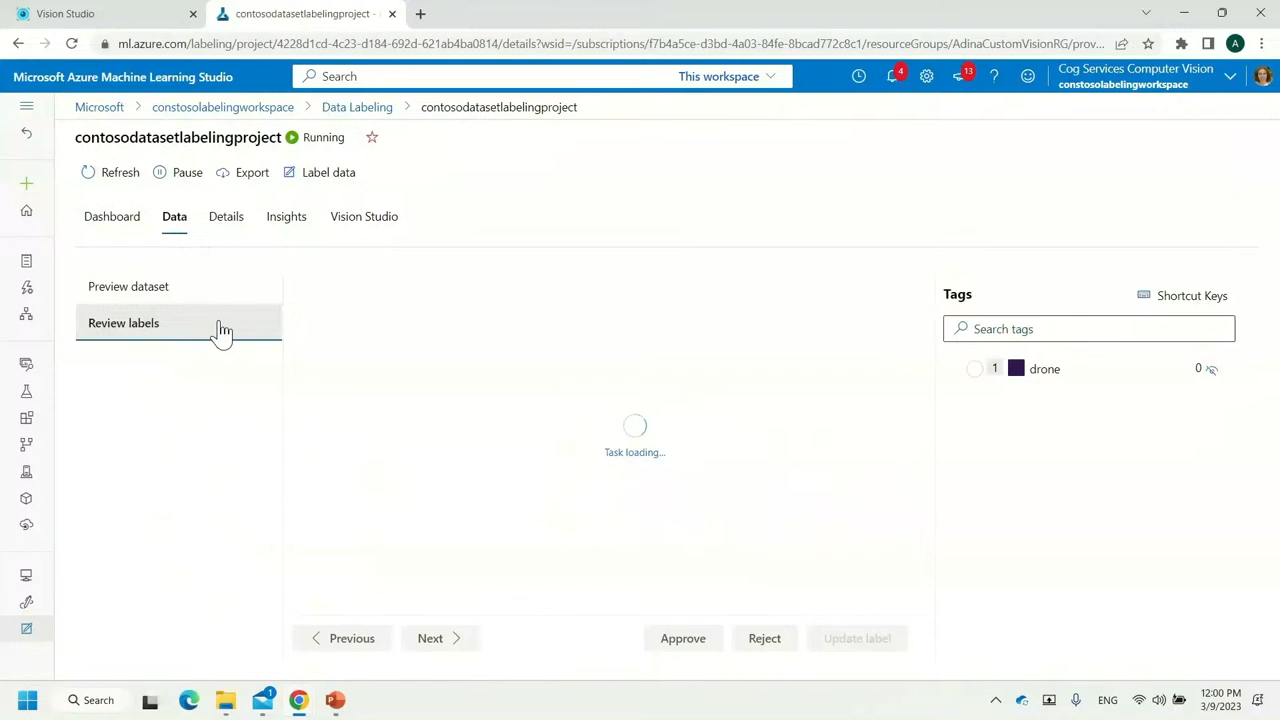 Vision Studio
contosodatasetlabelingproject -
ml.azure.com/labeling/project/4228d1cd-4c23-d184-692d-621ab4ba0814/details?wsid=/subscriptions/f7b4a5ce-d3bd-4a03-84fe-8bcad772c8c1/resourceGroups/AdinaCustomVisionRG/prov...
A
Microsoft Azure Machine Learning Studio
Search
This workspace
4
13
Cog Services Computer Vision
constosolabelingworkspace
Microsoft > constosolabelingworkspace > Data Labeling > contosodatasetlabelingproject
contosodatasetlabelingproject Running
Refresh Pause Export Label data
Dashboard Data Details Insights Vision Studio
Preview dataset
Review labels
Task loading...
Tags
Shortcut Keys
Search tags
1 drone 0
Previous Next Approve Reject Update label
Search
1
ENG
12:00 PM
3/9/2023